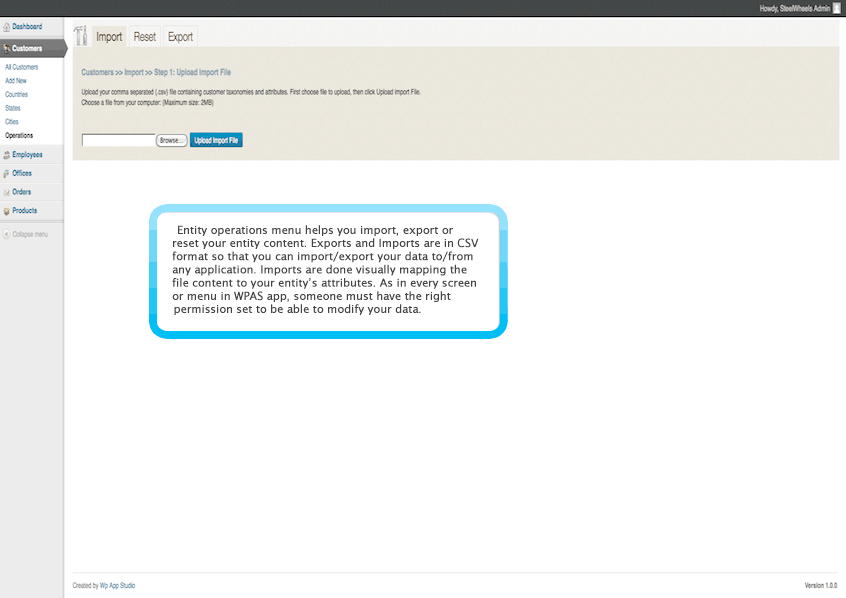 Howdy, SteelWheels Admin
Dashboard
Customers
All Customers
Add New
Countries
States
Cities
Operations
Employees
Offices
Orders
Products
Collapse menu
Import Reset Export
Customers >> Import >> Step 1: Upload Import File
Upload your comma separated (.csv) file containing customer taxonomies and attributes. First choose file to upload, then click Upload Import File.
Choose a file from your computer: (Maximum size: 2MB)
Browse... Upload Import File
Entity operations menu helps you import, export or
reset your entity content. Exports and Imports are in CSV
format so that you can import/export your data to/from
any application. Imports are done visually mapping the
file content to your entity's attributes. As in every screen
or menu in WPAS app, someone must have the right
permission set to be able to modify your data.
Created by Wp App Studio
Version 1.0.0